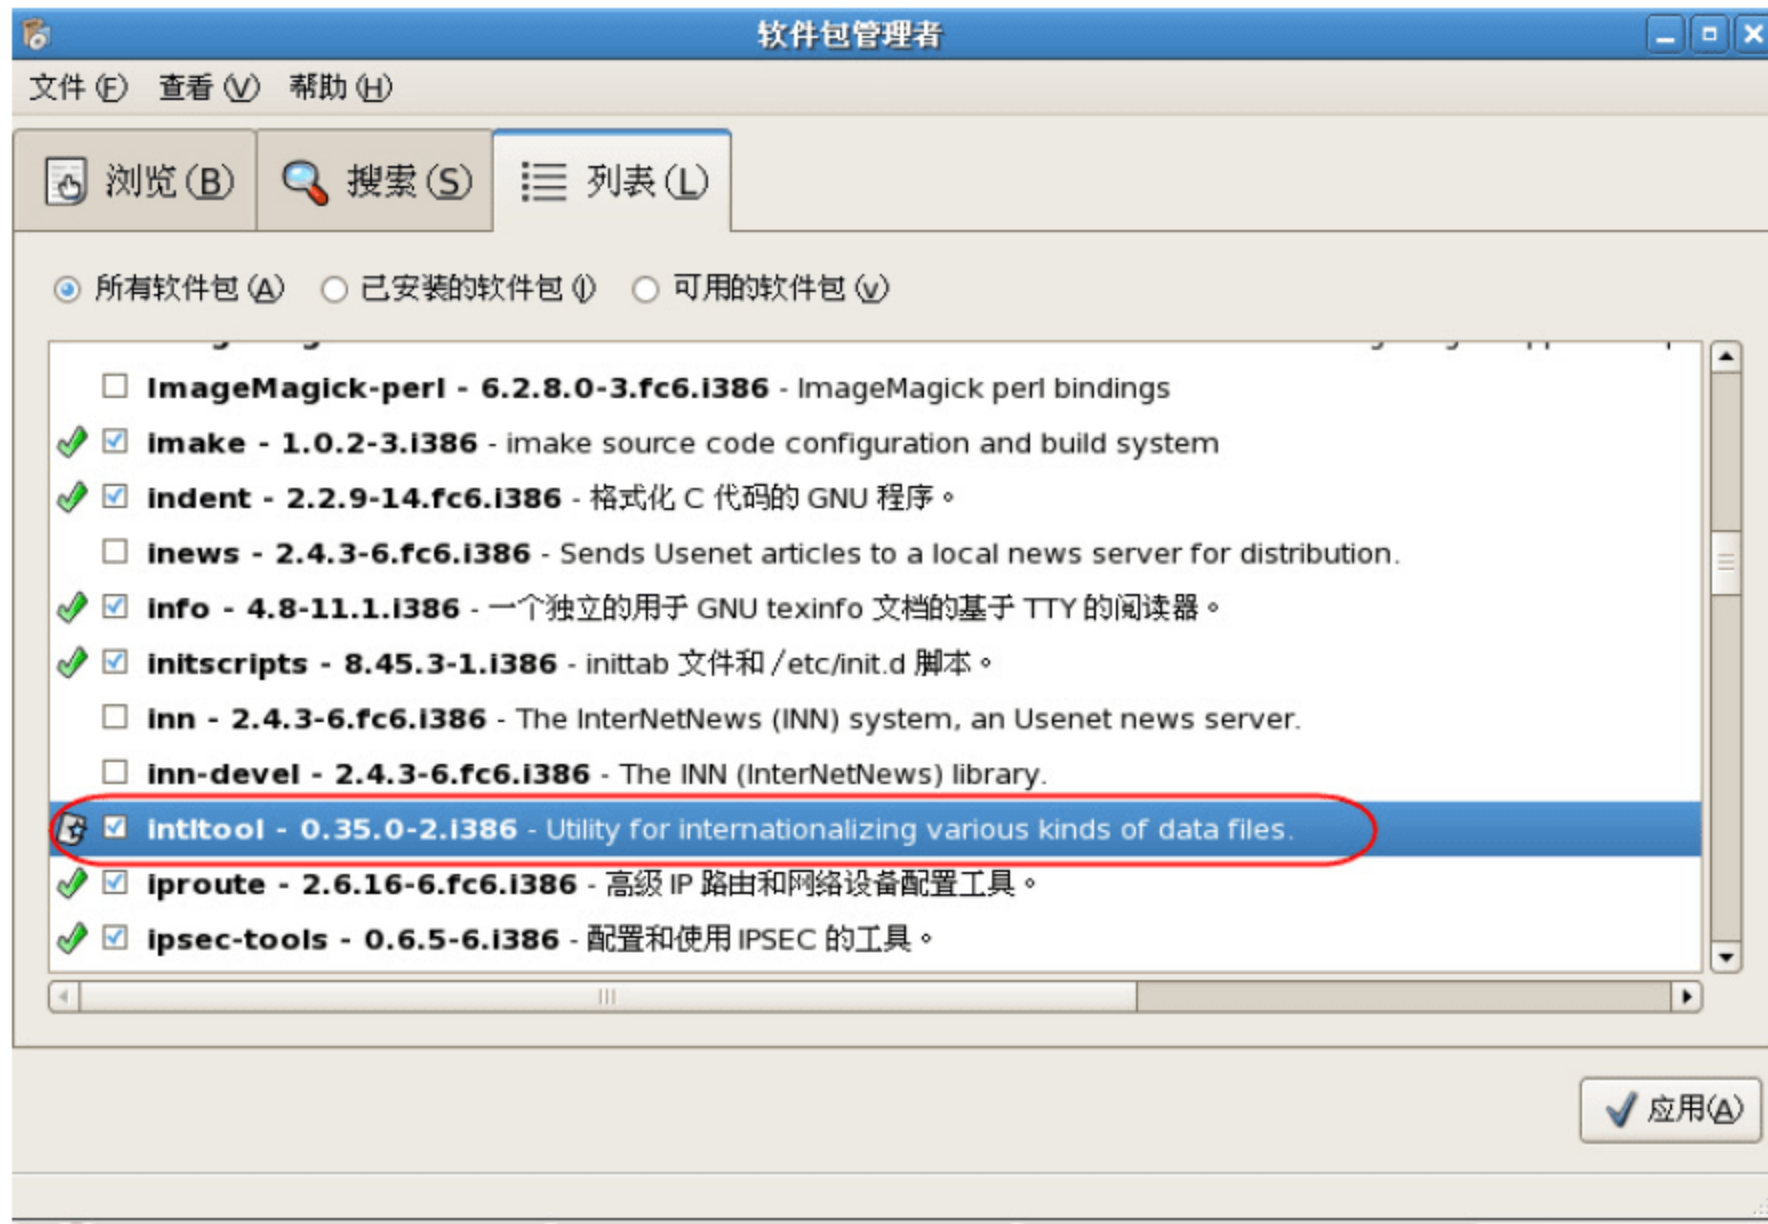 软件包管理者
文件 (F) 查看 (V) 帮助 (H)
浏览(B) 搜索(S) 列表(L)
所有软件包 (A) 已安装的软件包 (I) 可用的软件包 (v)
ImageMagick-perl - 6.2.8.0-3.fc6.i386 - ImageMagick perl bindings
imake - 1.0.2-3.i386 - imake source code configuration and build system
indent - 2.2.9-14.fc6.i386 - 格式化 C 代码的 GNU 程序。
inews - 2.4.3-6.fc6.i386 - Sends Usenet articles to a local news server for distribution.
info - 4.8-11.1.i386 - 一个独立的用于 GNU texinfo 文档的基于 TTY 的阅读器。
initscripts - 8.45.3-1.i386 - inittab 文件和 /etc/init.d 脚本。
inn - 2.4.3-6.fc6.i386 - The InterNetNews (INN) system, an Usenet news server.
inn-devel - 2.4.3-6.fc6.i386 - The INN (InterNetNews) library.
intltool - 0.35.0-2.i386 - Utility for internationalizing various kinds of data files.
iproute - 2.6.16-6.fc6.i386 - 高级 IP 路由和网络设备配置工具。
ipsec-tools - 0.6.5-6.i386 - 配置和使用 IPSEC 的工具。
应用(A)